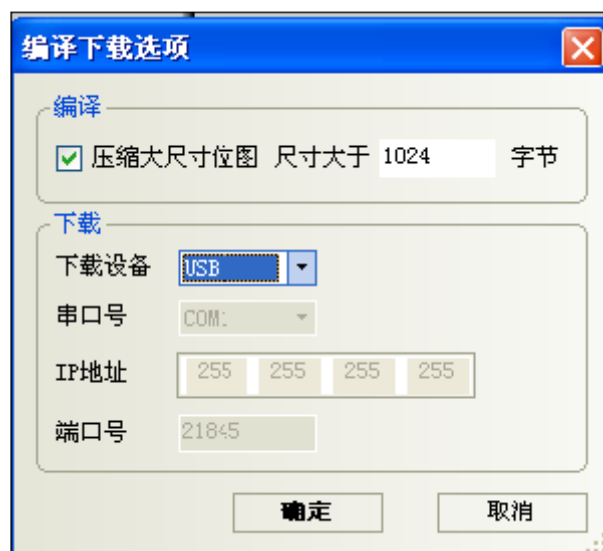 编译下载选项
编译
压缩大尺寸位图 尺寸大于 1024 字节
下载
下载设备 USB
串口号 COM:
IP地址 255 255 255 255
端口号 21845
确定 取消